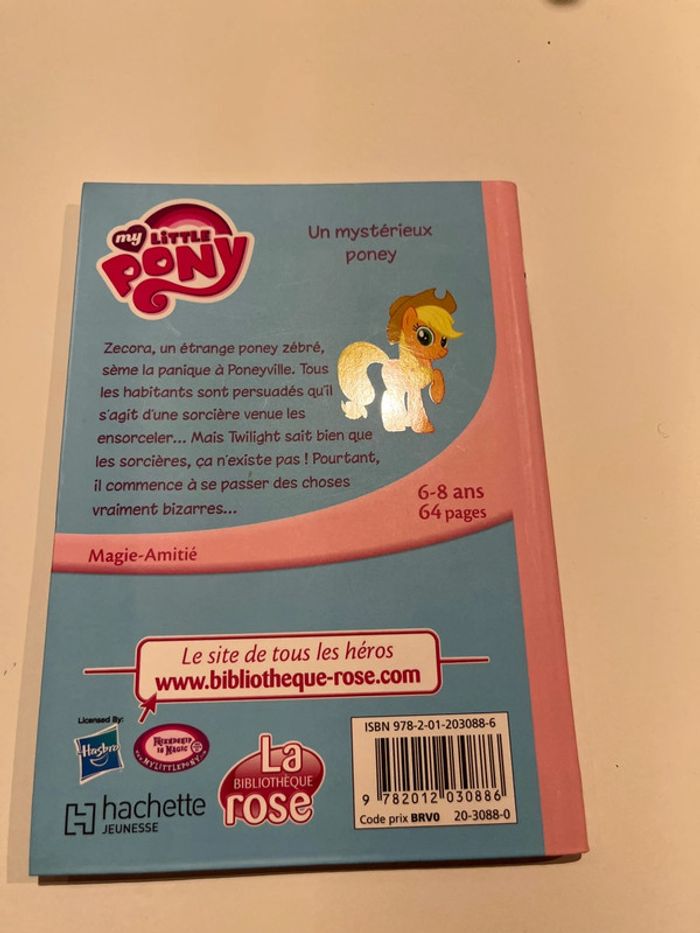 my LITTLE
PONY
Un mystérieux
poney
Zecora, un étrange poney zébré,
sème la panique à Poneyville. Tous
les habitants sont persuadés qu'il
s'agit d'une sorcière venue les
ensorceler... Mais Twilight sait bien que
les sorcières, ça n'existe pas ! Pourtant,
il commence à se passer des choses
vraiment bizarres...
6-8 ans
64 pages
Magie-Amitié
Le site de tous les héros
www.bibliotheque-rose.com
Licensed By:
Hasbro
FRIENDSHIP
is MAGIC
hachette
JEUNESSE
La
BIBLIOTHÈQUE
rose
ISBN 978-2-01-203088-6
9 782012 030886
Code prix BRV0 20-3088-0